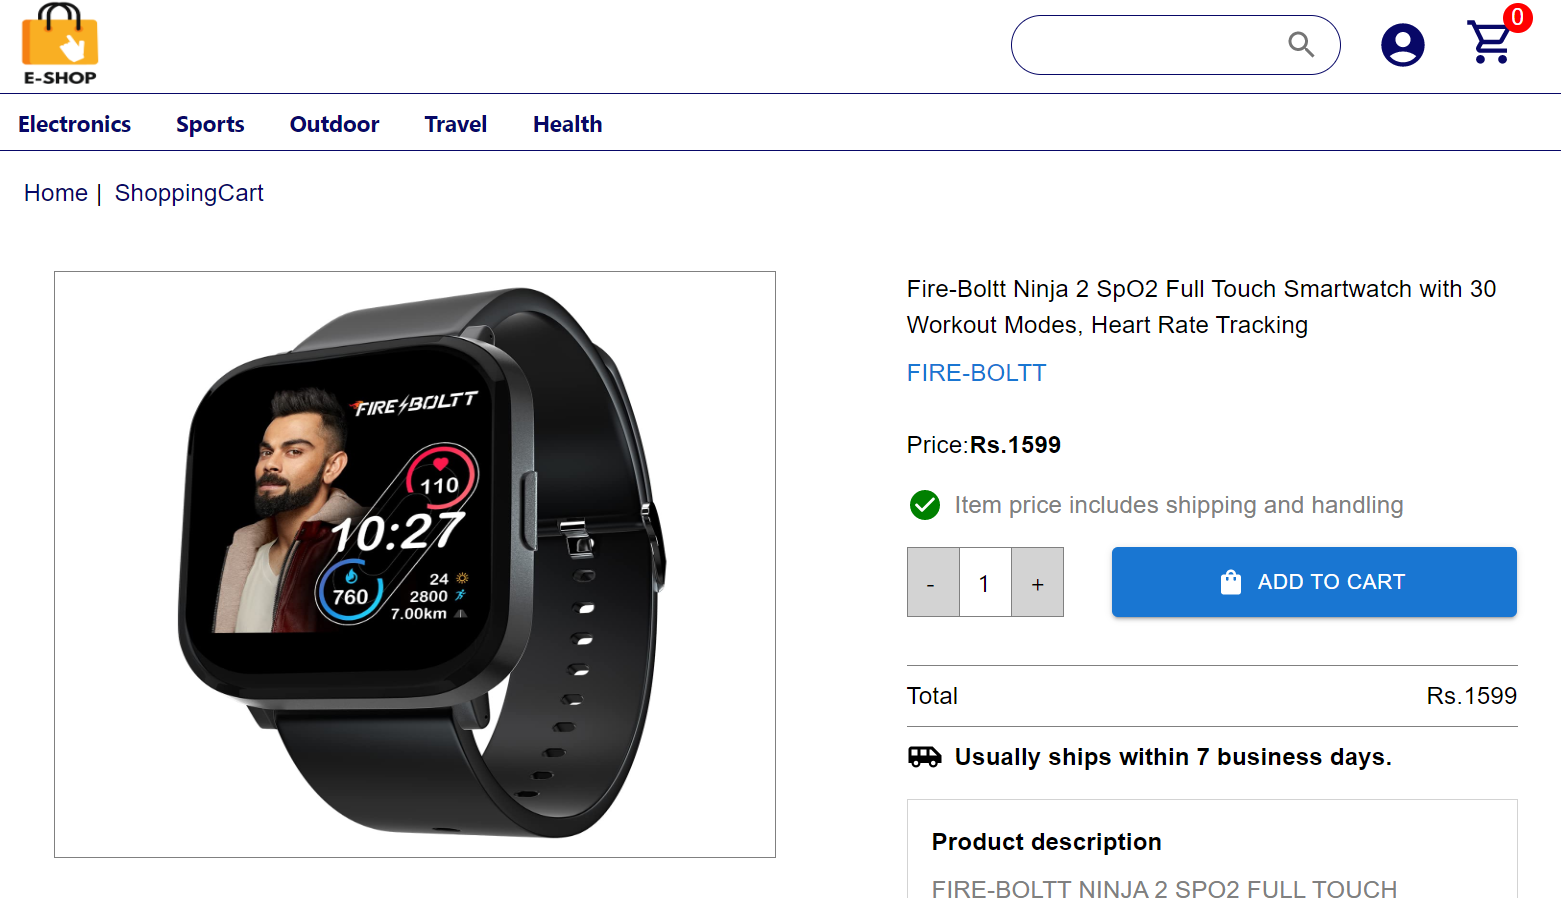 E-SHOP
0
Electronics Sports Outdoor Travel Health
Home | ShoppingCart
FIRE BOLTT
110
10:27
760
24
2800
7.00km
Fire-Boltt Ninja 2 SpO2 Full Touch Smartwatch with 30
Workout Modes, Heart Rate Tracking
FIRE-BOLTT
Price:Rs.1599
Item price includes shipping and handling
- 1 +
ADD TO CART
Total Rs.1599
Usually ships within 7 business days.
Product description
FIRE-BOLTT NINJA 2 SPO2 FULL TOUCH